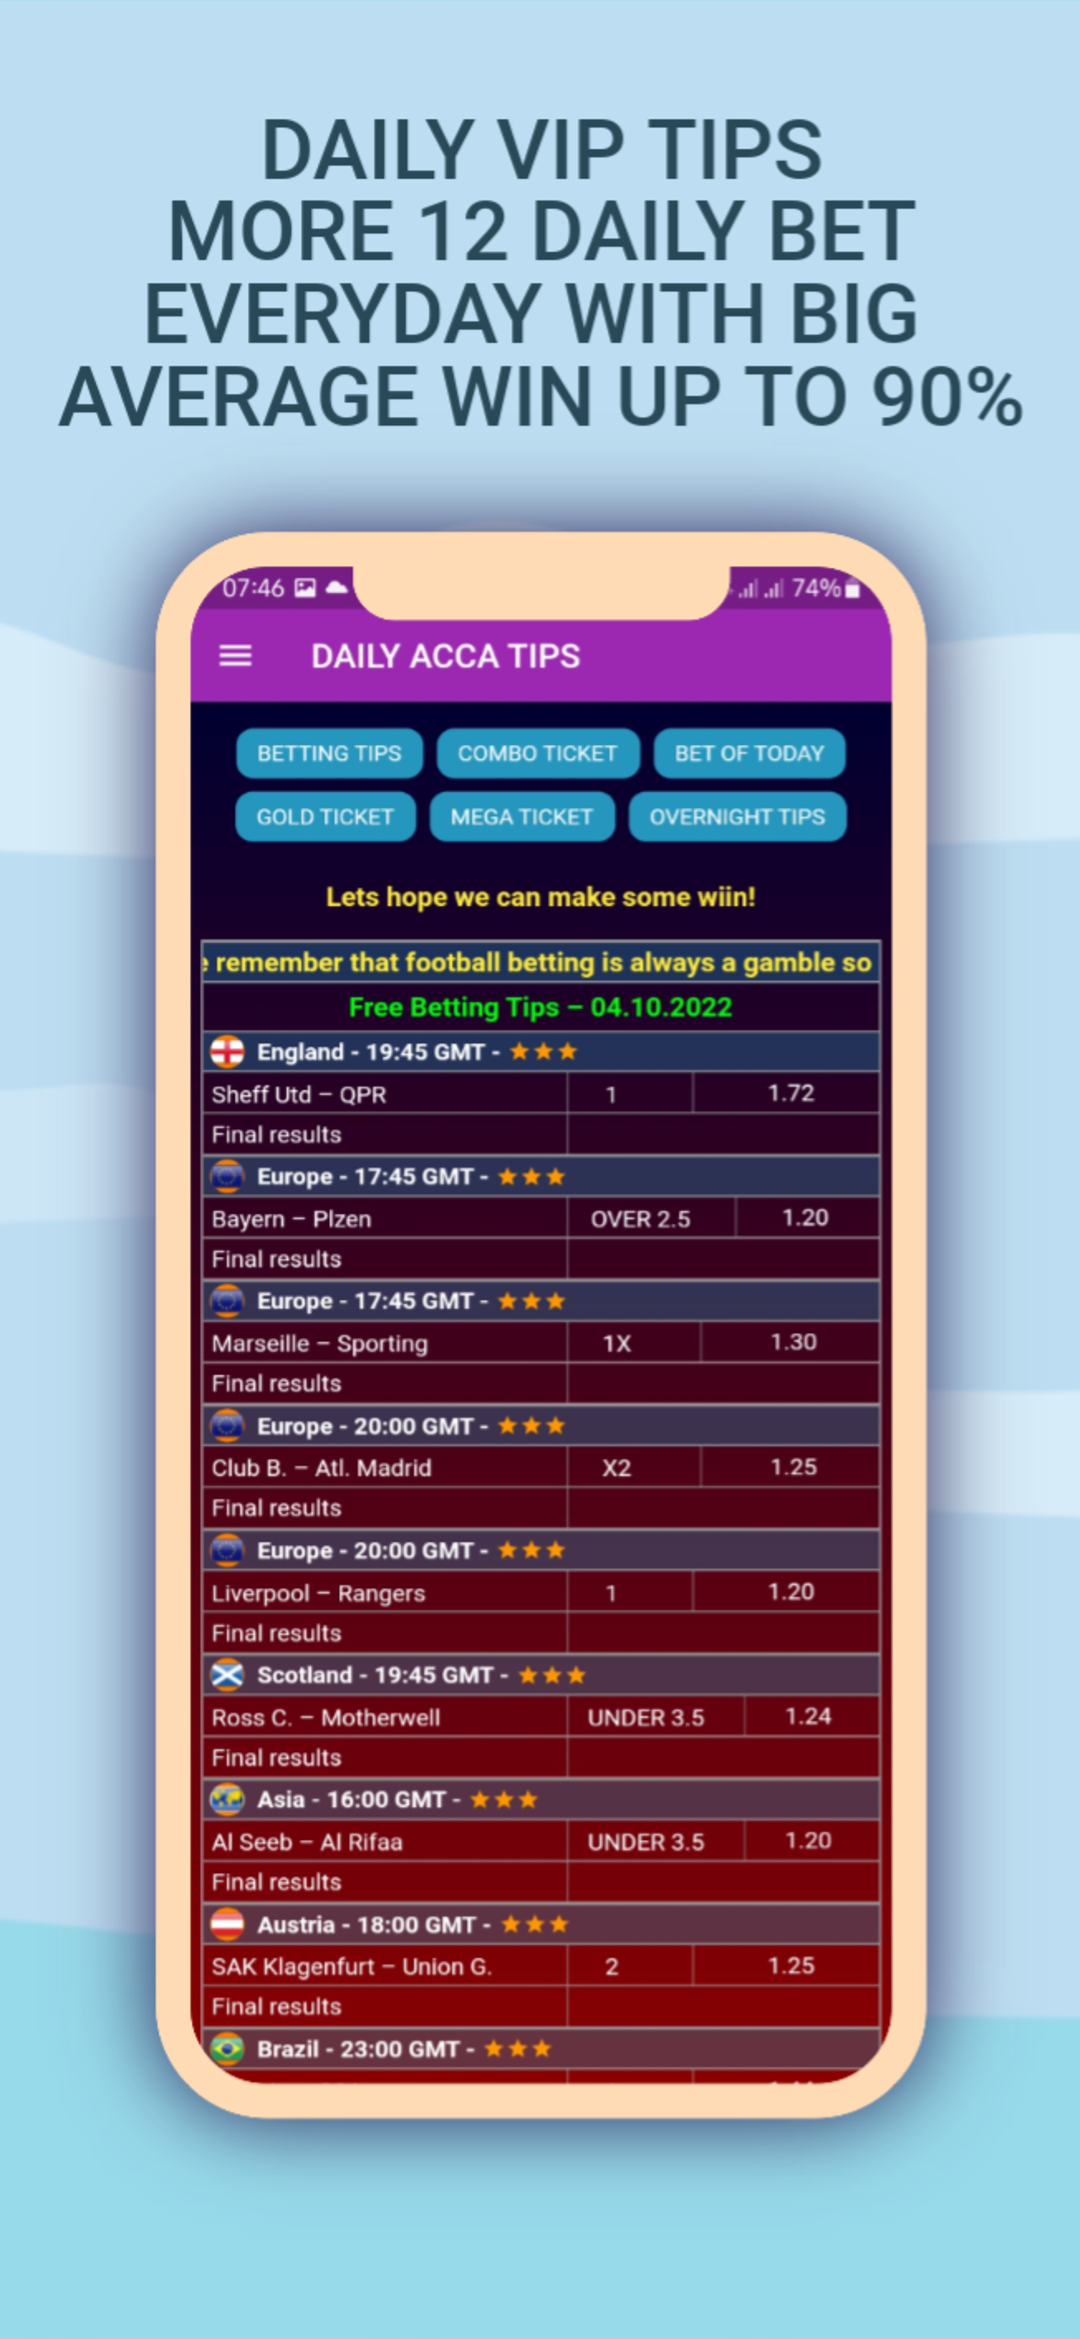 DAILY VIP TIPS
MORE 12 DAILY BET
EVERYDAY WITH BIG
AVERAGE WIN UP TO 90%
07:46 74%
DAILY ACCA TIPS
BETTING TIPS COMBO TICKET BET OF TODAY
GOLD TICKET MEGA TICKET OVERNIGHT TIPS
Lets hope we can make some wiin!
remember that football betting is always a gamble so
Free Betting Tips – 04.10.2022
England - 19:45 GMT - ★★★
Sheff Utd – QPR 1 1.72
Final results
Europe - 17:45 GMT - ★★★
Bayern – Plzen OVER 2.5 1.20
Final results
Europe - 17:45 GMT - ★★★
Marseille – Sporting 1X 1.30
Final results
Europe - 20:00 GMT - ★★★
Club B. – Atl. Madrid X2 1.25
Final results
Europe - 20:00 GMT - ★★★
Liverpool – Rangers 1 1.20
Final results
Scotland - 19:45 GMT - ★★★
Ross C. – Motherwell UNDER 3.5 1.24
Final results
Asia - 16:00 GMT - ★★★
Al Seeb – Al Rifaa UNDER 3.5 1.20
Final results
Austria - 18:00 GMT - ★★★
SAK Klagenfurt – Union G. 2 1.25
Final results
Brazil - 23:00 GMT - ★★★